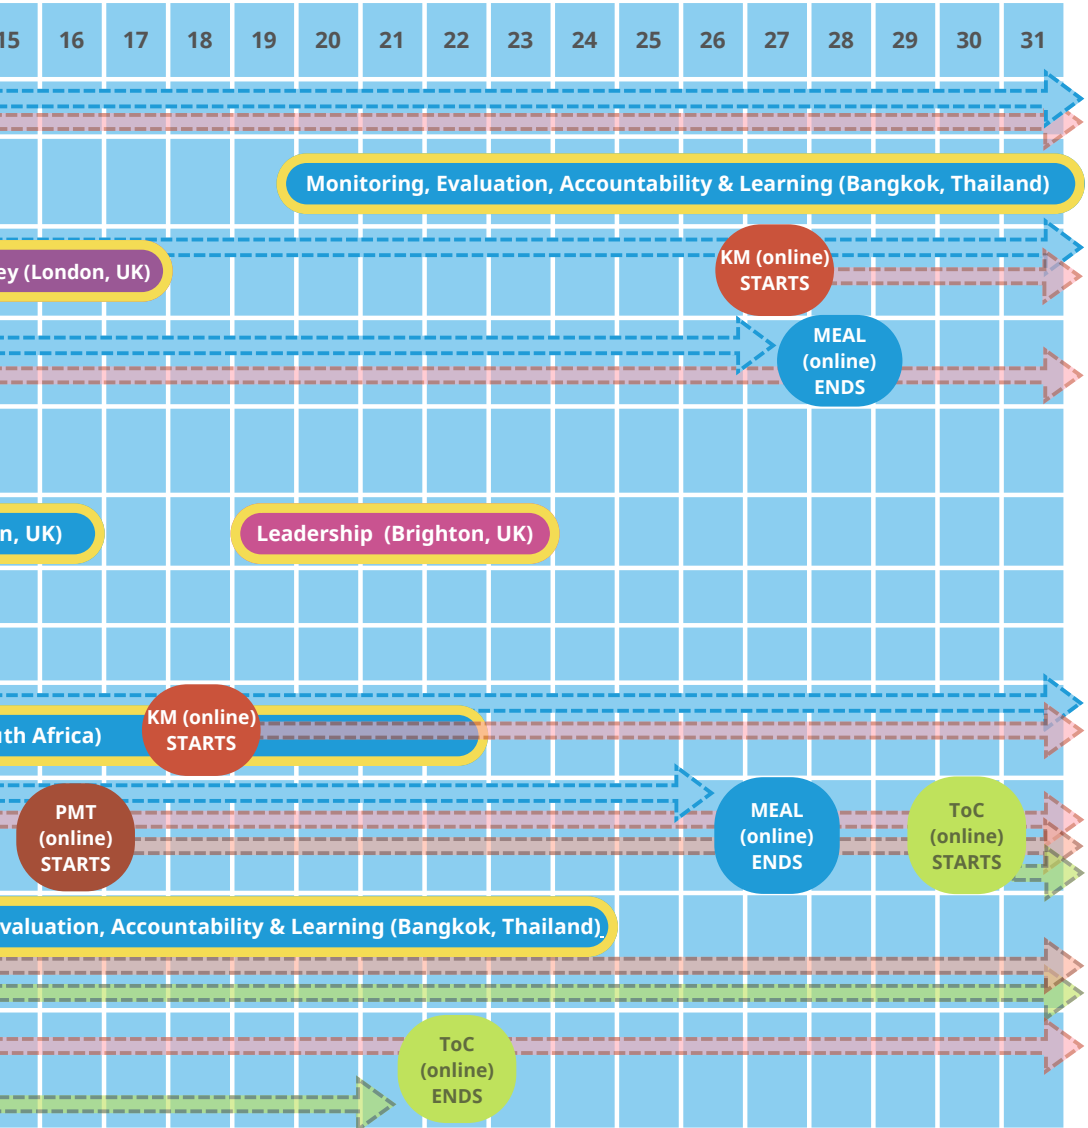 15 16 17 18 19 20 21 22 23 24 25 26 27 28 29 30 31
Monitoring, Evaluation, Accountability & Learning (Bangkok, Thailand)
ey (London, UK)
KM (online)
STARTS
MEAL
(online)
ENDS
n, UK)
Leadership (Brighton, UK)
uth Africa)
KM (online)
STARTS
PMT
(online)
STARTS
MEAL
(online)
ENDS
ToC
(online)
STARTS
valuation, Accountability & Learning (Bangkok, Thailand)
ToC
(online)
ENDS